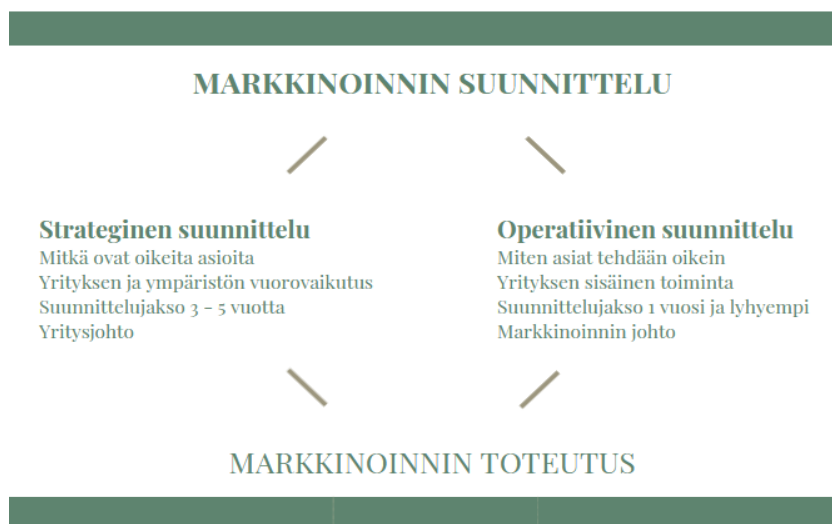 MARKKINOINNIN SUUNNITTELU
Strateginen suunnittelu
Mitkä ovat oikeita asioita
Yrityksen ja ympäristön vuorovaikutus
Suunnittelujakso 3 - 5 vuotta
Yritysjohto
Operatiivinen suunnittelu
Miten asiat tehdään oikein
Yrityksen sisäinen toiminta
Suunnittelujakso 1 vuosi ja lyhyempi
Markkinoinnin johto
MARKKINOINNIN TOTEUTUS